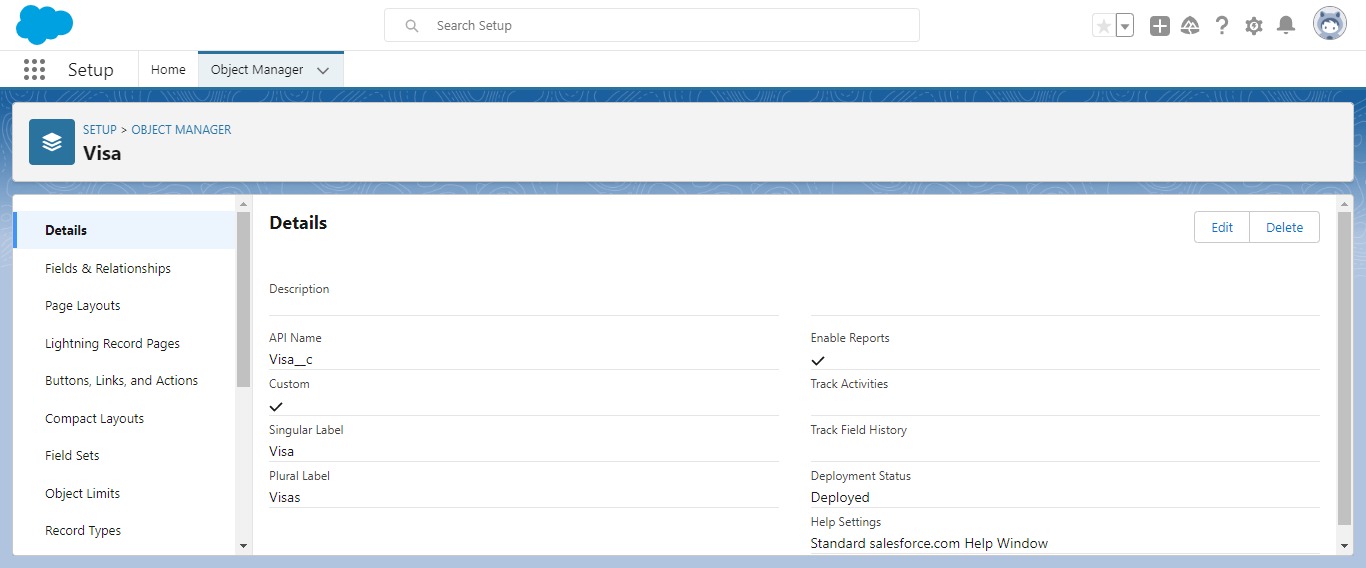 Search Setup
Setup
Home
Object Manager
SETUP > OBJECT MANAGER
Visa
Details
Fields & Relationships
Page Layouts
Lightning Record Pages
Buttons, Links, and Actions
Compact Layouts
Field Sets
Object Limits
Record Types
Details
Edit
Delete
Description
API Name
Visa__c
Custom
Singular Label
Visa
Plural Label
Visas
Enable Reports
Track Activities
Track Field History
Deployment Status
Deployed
Help Settings
Standard salesforce.com Help Window